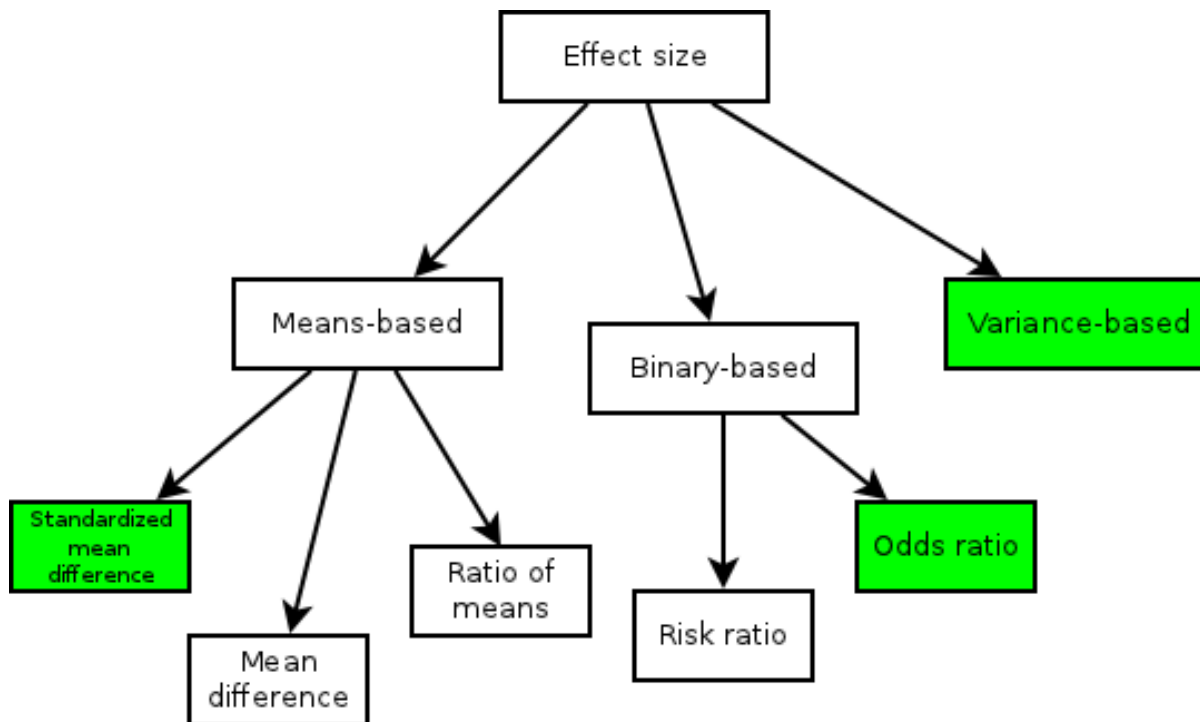 Effect size
Means-based
Binary-based
Variance-based
Standardized
mean
difference
Mean
difference
Ratio of
means
Risk ratio
Odds ratio